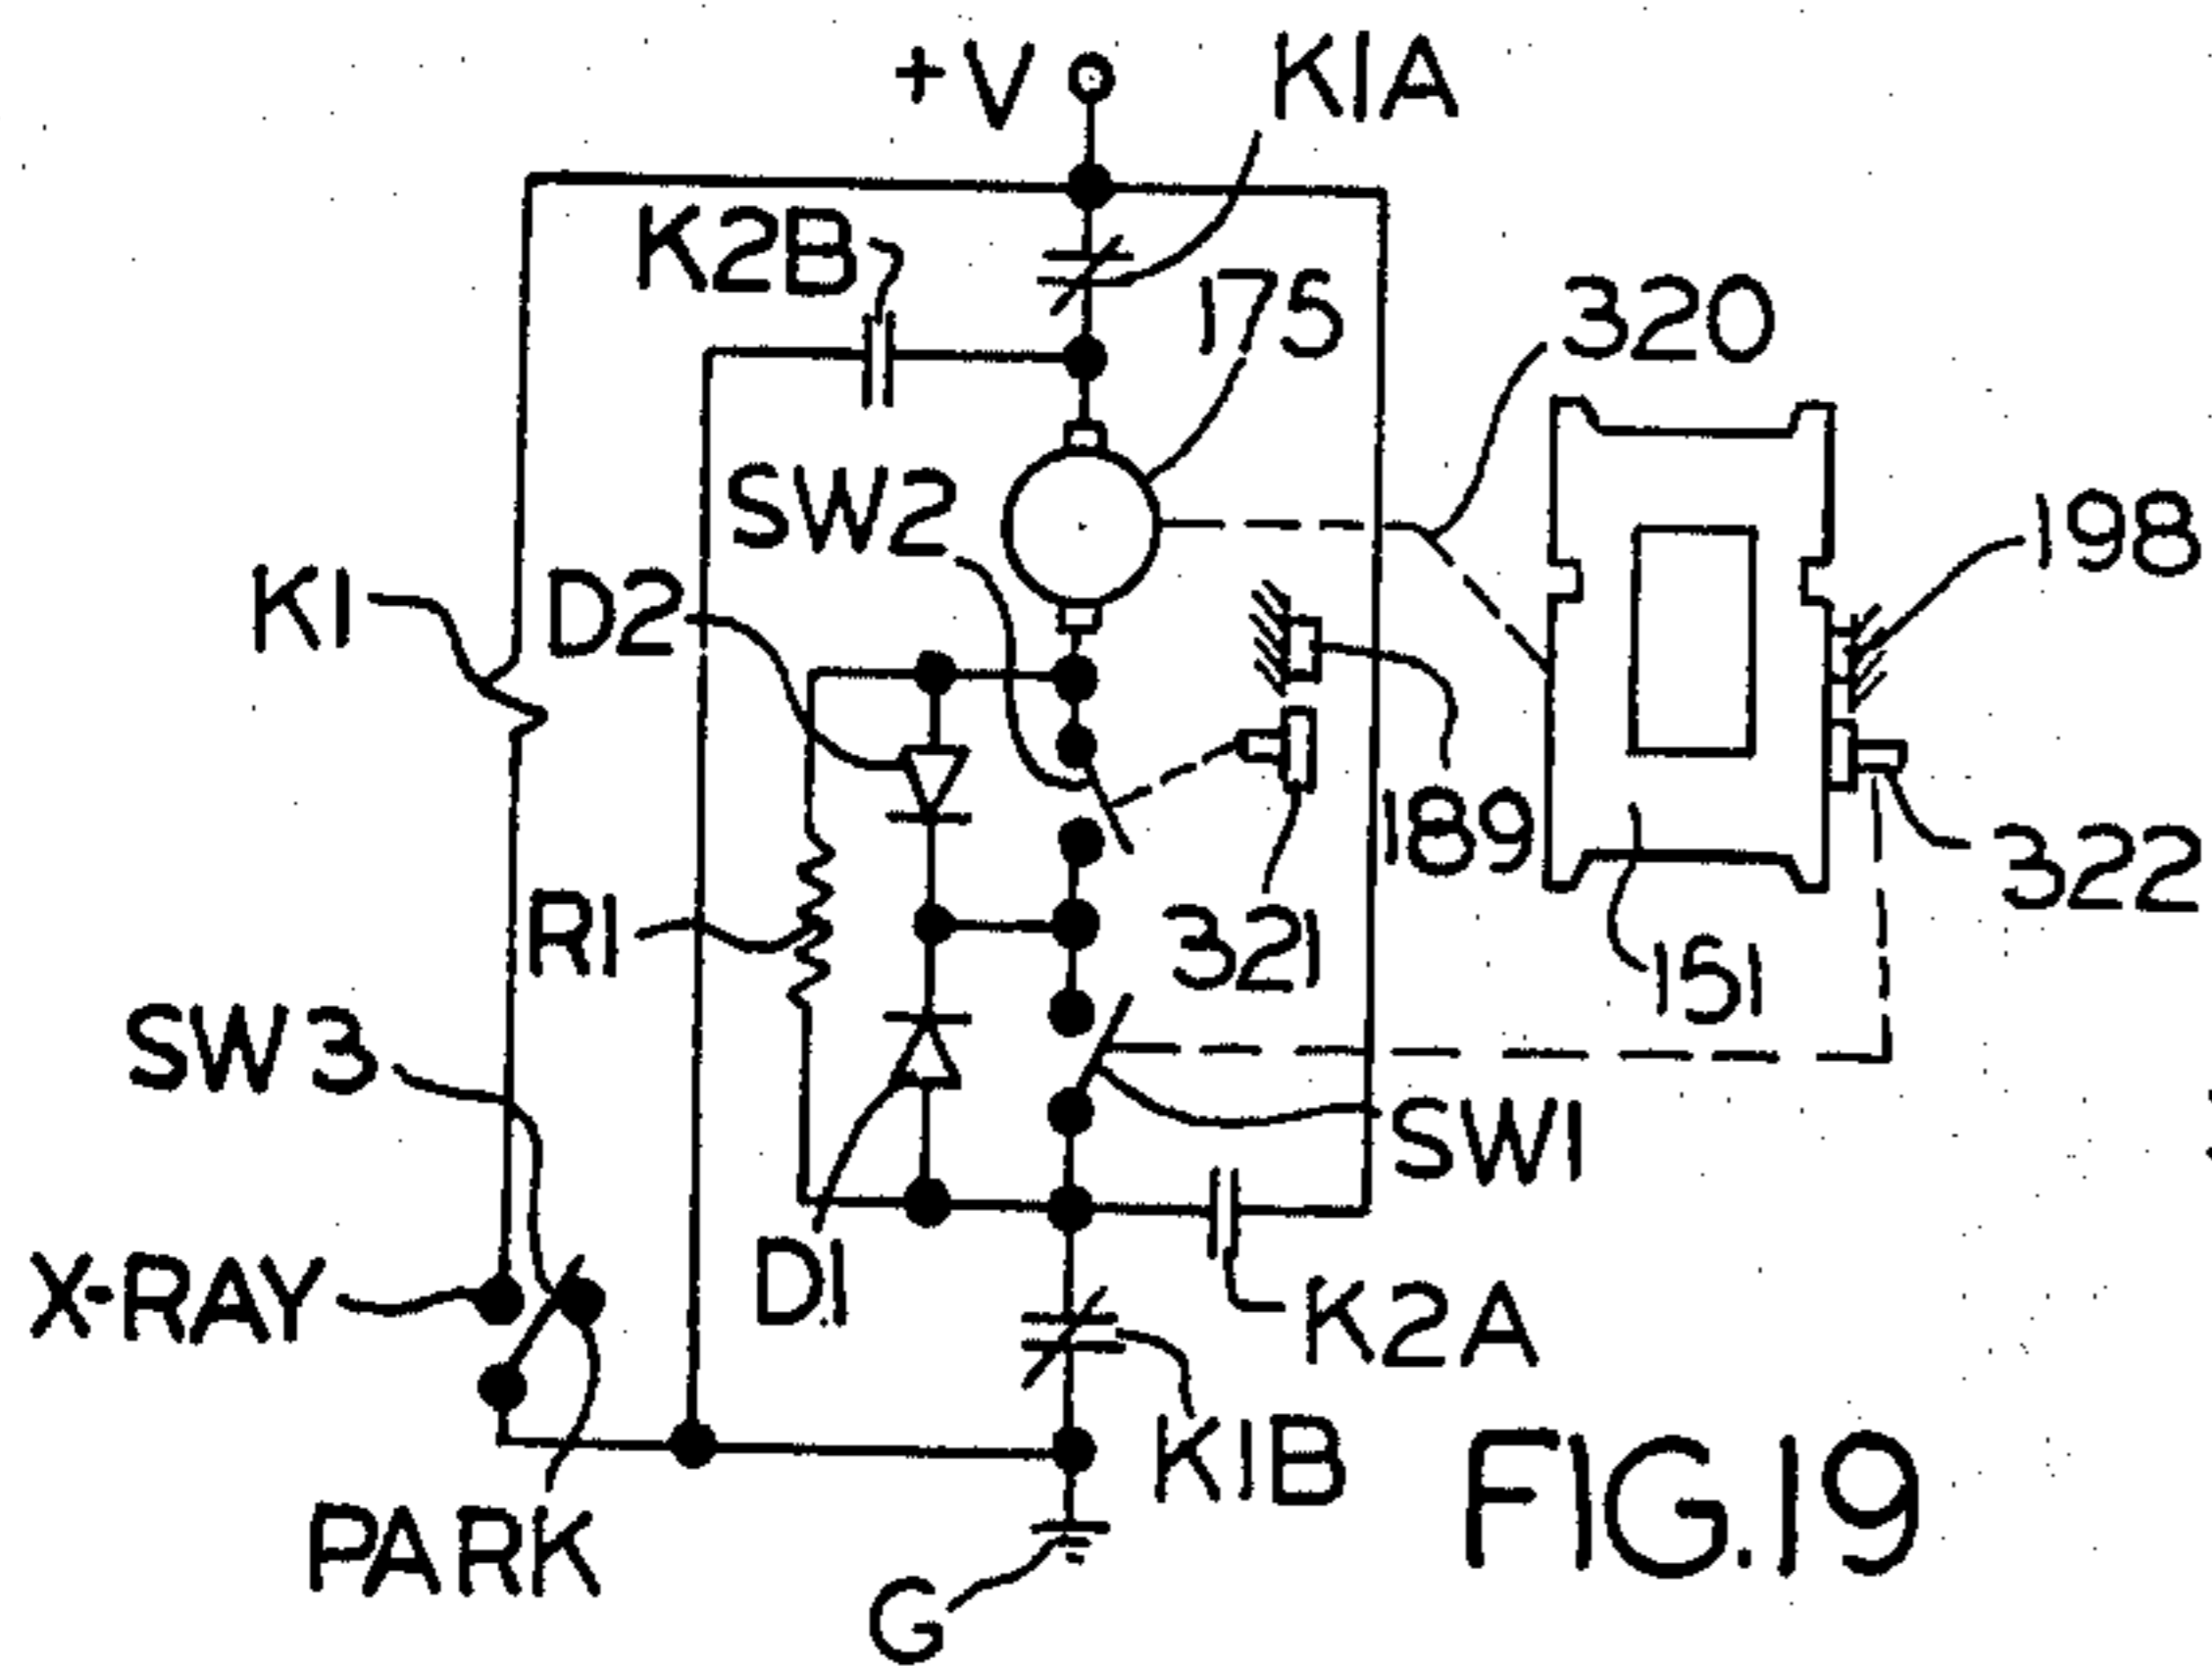 +V
K1A
K2B
175
320
SW2
198
K1
D2
189
322
R1
321
151
SW3
SW1
X-RAY
D.1
K2A
K1B
PARK
G
FIG.19